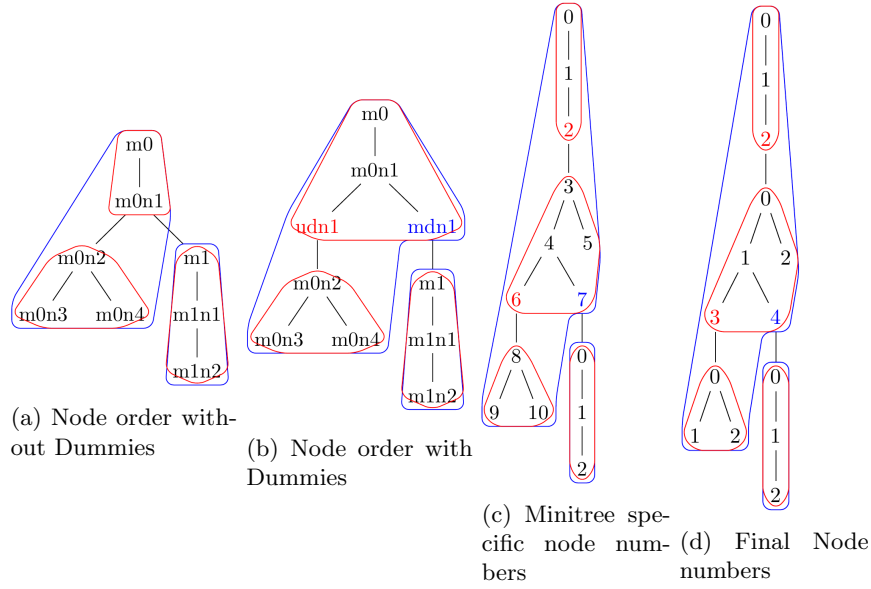 m0
m0n1
m0n2 m1
m0n3 m0n4 m1n1
m1n2
(a) Node order with-
out Dummies
m0
m0n1
udn1 mdn1
m0n2 m1
m0n3 m0n4 m1n1
m1n2
(b) Node order with
Dummies
0
1
2
3
4 5
6 7
8 0
9 10 1
2
(c) Minitree spe-
cific node num-
bers
0
1
2
0
1 2
3 4
0 0
1 2 1
2
(d) Final Node
numbers